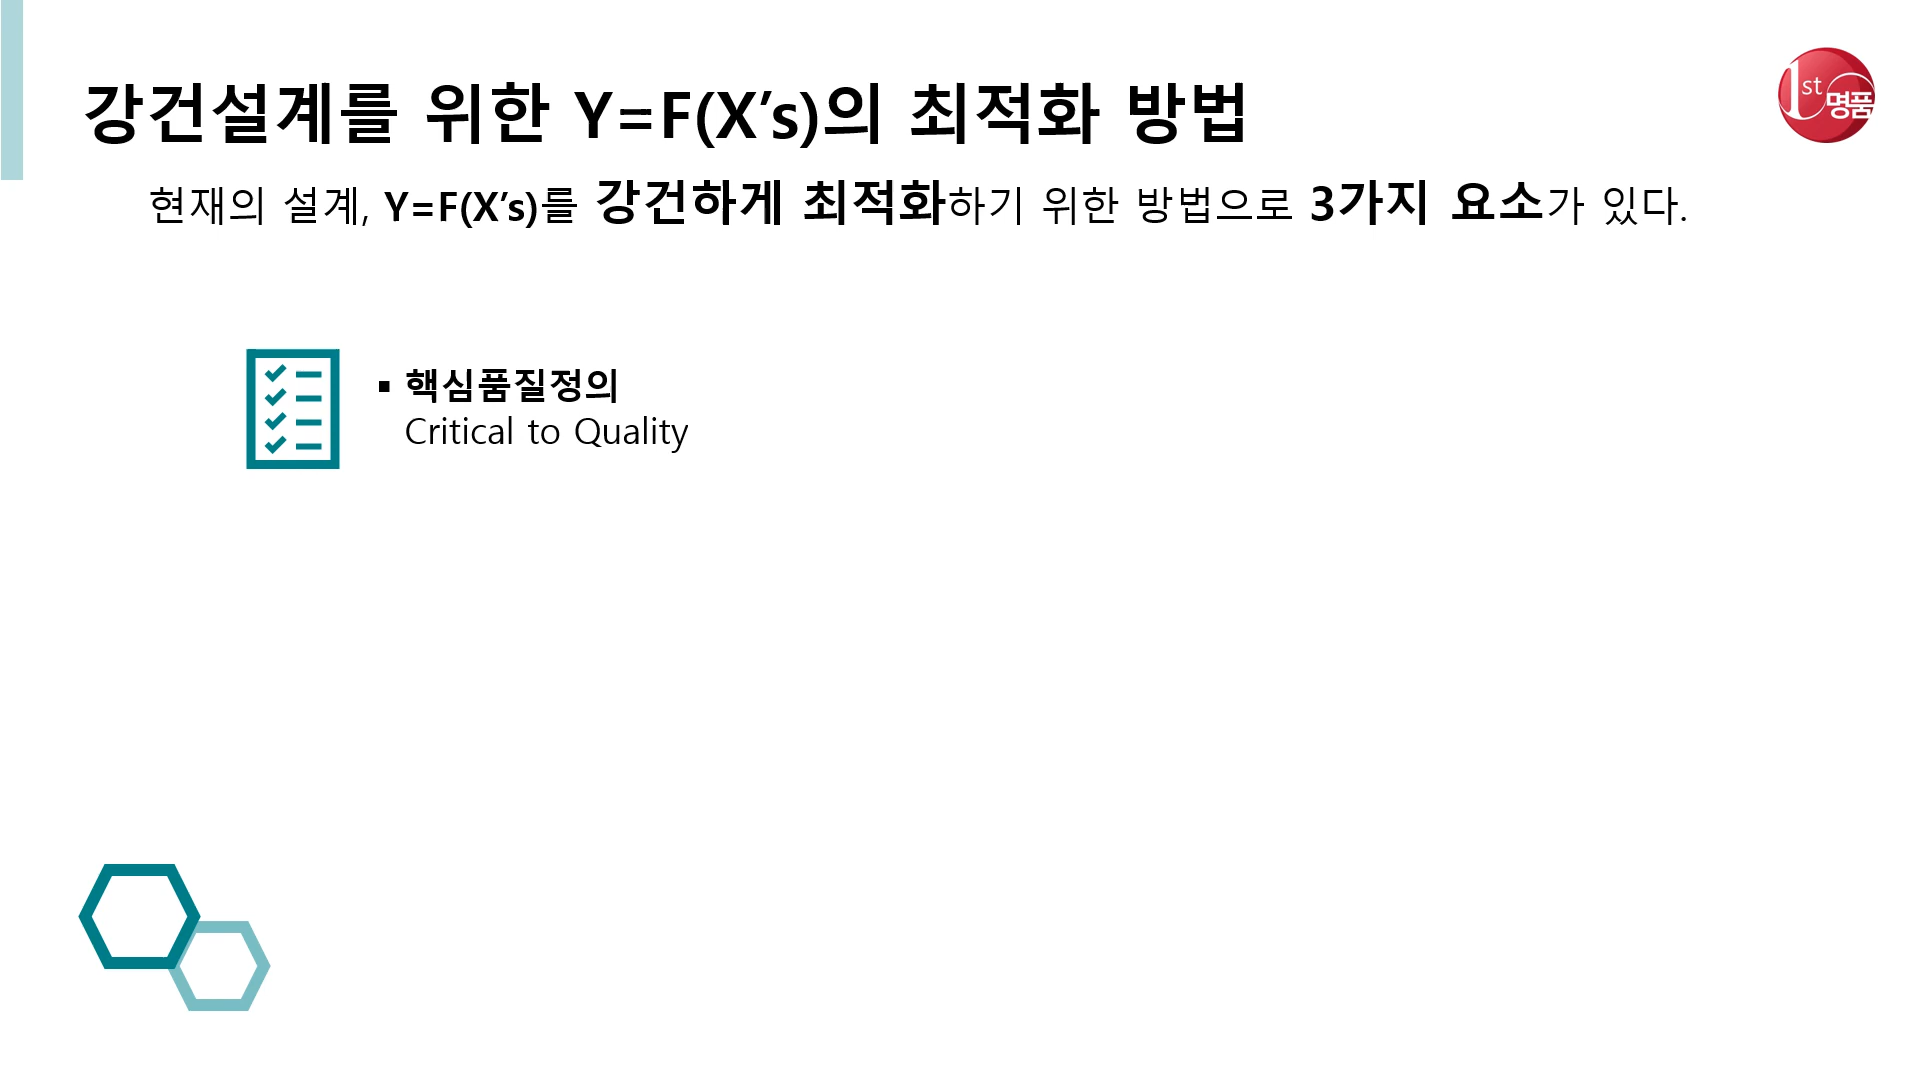 강건설계를 위한 Y=F(X’s)의 최적화 방법
1st 명품
현재의 설계, Y=F(X’s)를 강건하게 최적화하기 위한 방법으로 3가지 요소가 있다.
▪ 핵심품질정의
Critical to Quality